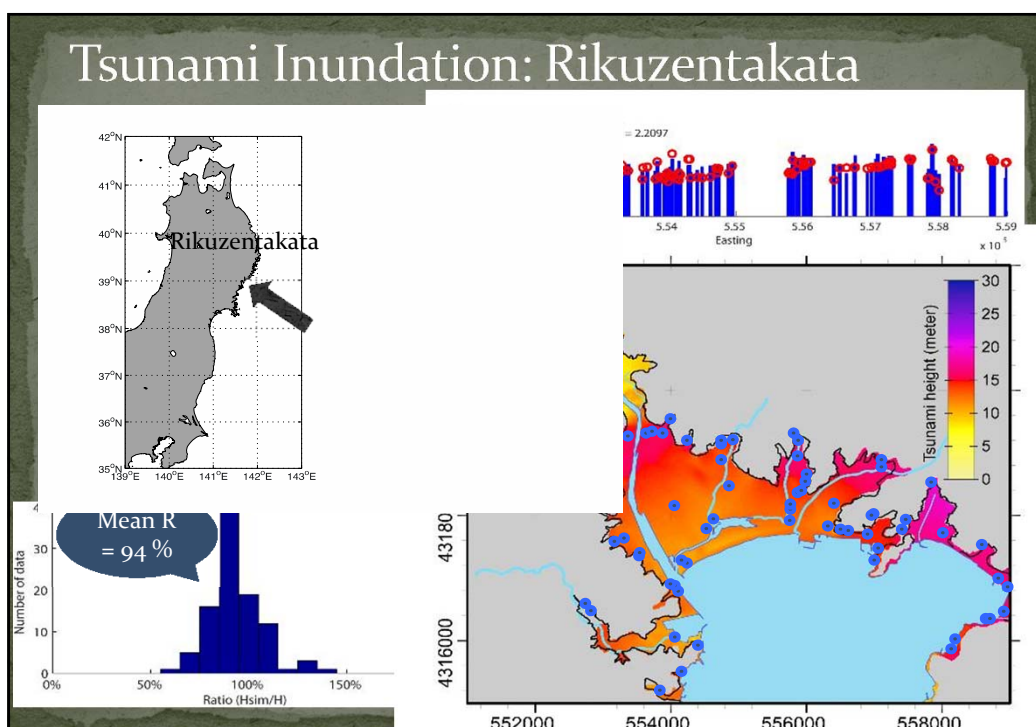 Tsunami Inundation: Rikuzentakata
= 2.2097
42°N
41°N
40°N
39°N
38°N
37°N
36°N
35°N
139°E 140°E 141°E 142°E 143°E
Rikuzentakata
5.54 5.55 5.56 5.57 5.58 5.59
Easting
x 10⁵
Tsunami height (meter)
30
25
20
15
10
5
0
43180
4316000
552000 554000 556000 558000
Mean R
= 94 %
Number of data
30
20
10
0
0% 50% 100% 150%
Ratio (Hsim/H)